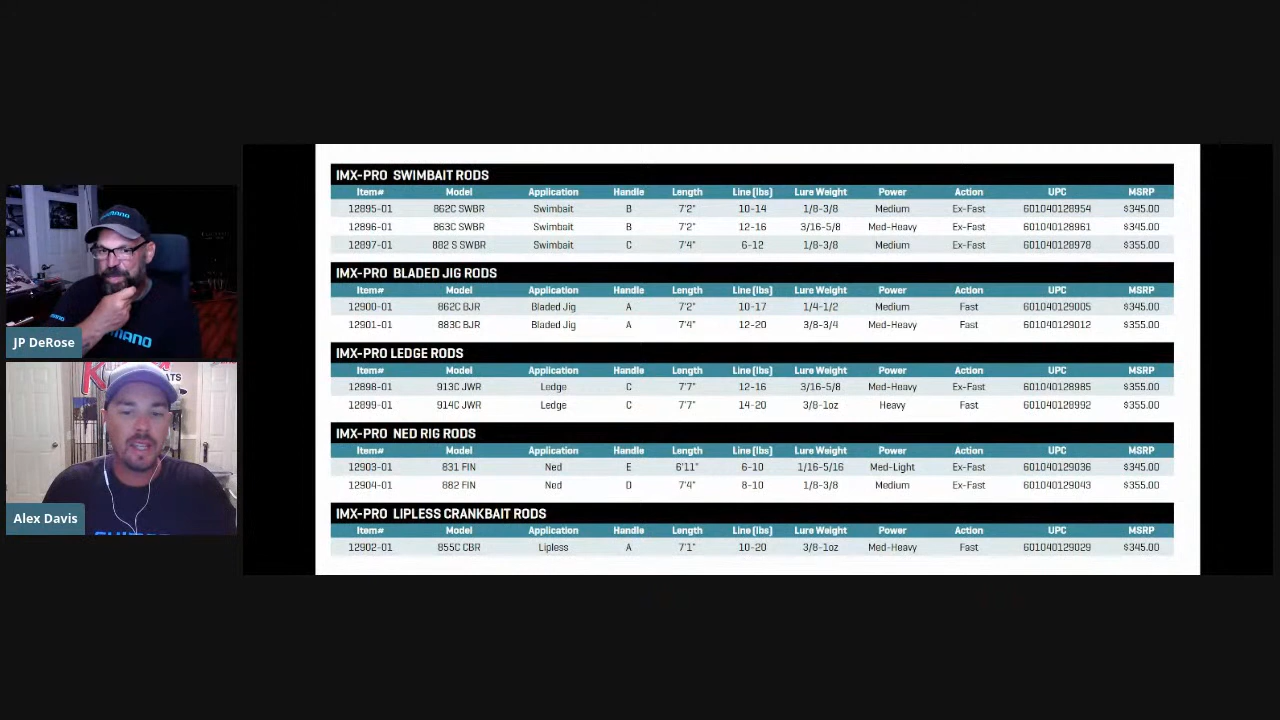 IMX-PRO SWIMBAIT RODS
Item# Model Application Handle Length Line (lbs) Lure Weight Power Action UPC MSRP
12895-01 862C SWBR Swimbait B 7'2" 10-14 1/8-3/8 Medium Ex-Fast 601040128954 $345.00
12896-01 863C SWBR Swimbait B 7'2" 12-16 3/16-5/8 Med-Heavy Ex-Fast 601040128961 $345.00
12897-01 882 S SWBR Swimbait C 7'4" 6-12 1/8-3/8 Medium Ex-Fast 601040128978 $355.00
IMX-PRO BLADED JIG RODS
Item# Model Application Handle Length Line (lbs) Lure Weight Power Action UPC MSRP
12900-01 862C BJR Bladed Jig A 7'2" 10-17 1/4-1/2 Medium Fast 601040129005 $345.00
12901-01 883C BJR Bladed Jig A 7'4" 12-20 3/8-3/4 Med-Heavy Fast 601040129012 $355.00
IMX-PRO LEDGE RODS
Item# Model Application Handle Length Line (lbs) Lure Weight Power Action UPC MSRP
12898-01 913C JWR Ledge C 7'7" 12-16 3/16-5/8 Med-Heavy Ex-Fast 601040128985 $355.00
12899-01 914C JWR Ledge C 7'7" 14-20 3/8-1oz Heavy Fast 601040128992 $355.00
IMX-PRO NED RIG RODS
Item# Model Application Handle Length Line (lbs) Lure Weight Power Action UPC MSRP
12903-01 831 FIN Ned E 6'11" 6-10 1/16-5/16 Med-Light Ex-Fast 601040129036 $345.00
12904-01 882 FIN Ned D 7'4" 8-10 1/8-3/8 Medium Ex-Fast 601040129043 $355.00
IMX-PRO LIPLESS CRANKBAIT RODS
Item# Model Application Handle Length Line (lbs) Lure Weight Power Action UPC MSRP
12902-01 855C CBR Lipless A 7'1" 10-20 3/8-1oz Med-Heavy Fast 601040129029 $345.00
JP DeRose
Alex Davis